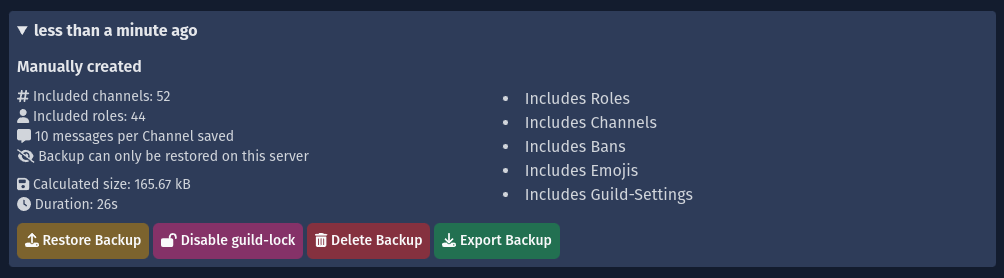 less than a minute ago
Manually created
Included channels: 52
Included roles: 44
10 messages per Channel saved
Backup can only be restored on this server
Calculated size: 165.67 kB
Duration: 26s
• Includes Roles
• Includes Channels
• Includes Bans
• Includes Emojis
• Includes Guild-Settings
Restore Backup
Disable guild-lock
Delete Backup
Export Backup